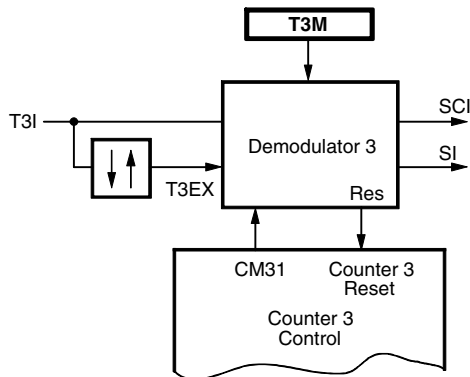 T3M
T3I
SCI
Demodulator 3
SI
T3EX
Res
CM31
Counter 3
Reset
Counter 3
Control